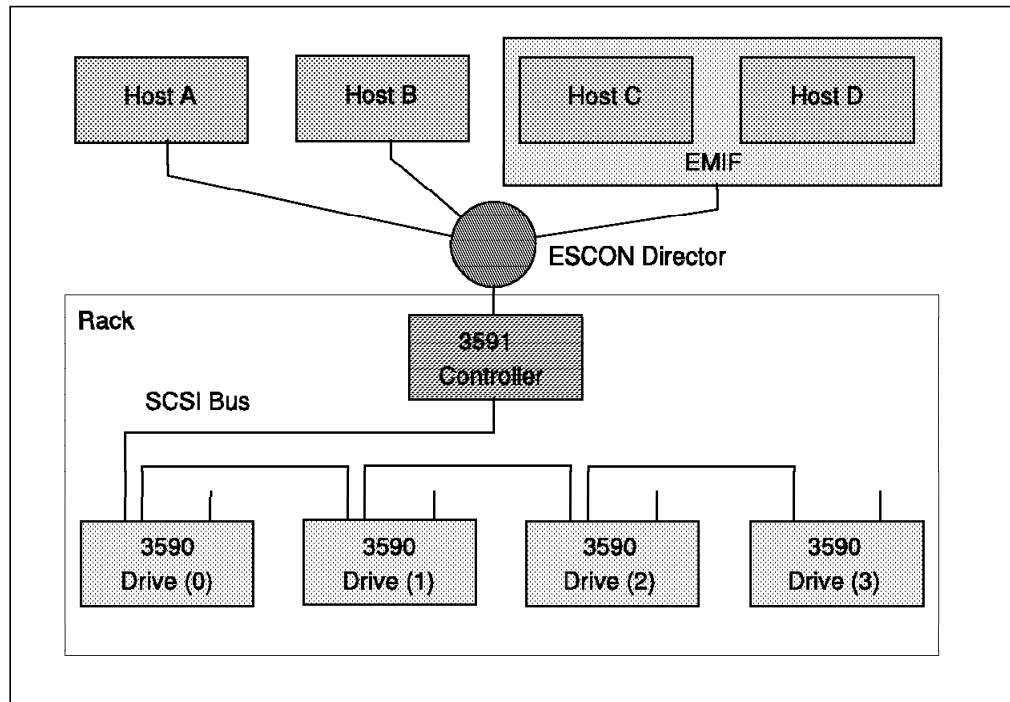 Host A
Host B
Host C
Host D
EMIF
ESCON Director
Rack
3591
Controller
SCSI Bus
3590
Drive (0)
3590
Drive (1)
3590
Drive (2)
3590
Drive (3)